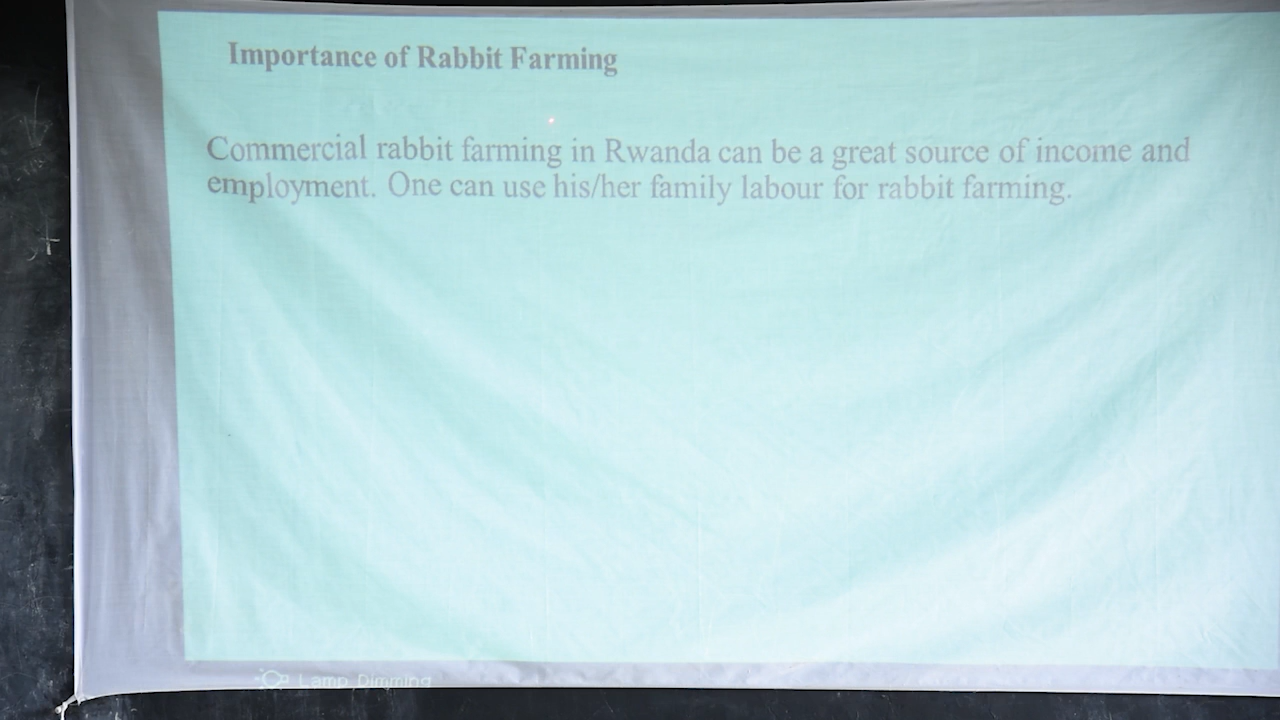 Importance of Rabbit Farming
Commercial rabbit farming in Rwanda can be a great source of income and
employment. One can use his/her family labour for rabbit farming.
Lamp Dimming